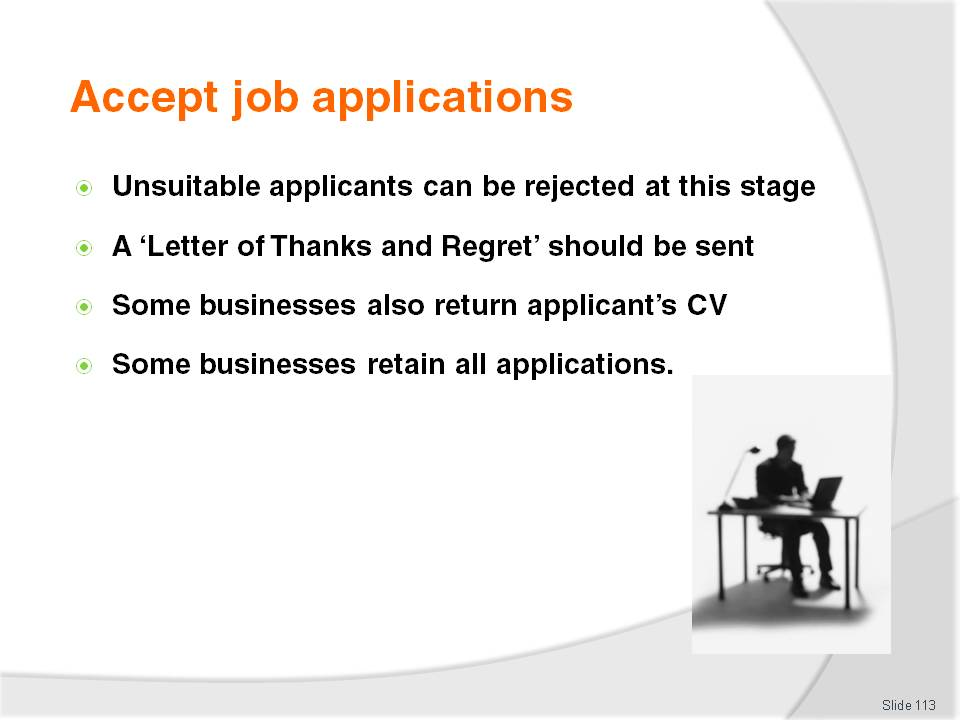 Accept job applications
Unsuitable applicants can be rejected at this stage
A ‘Letter of Thanks and Regret’ should be sent
Some businesses also return applicant’s CV
Some businesses retain all applications.
Slide 113